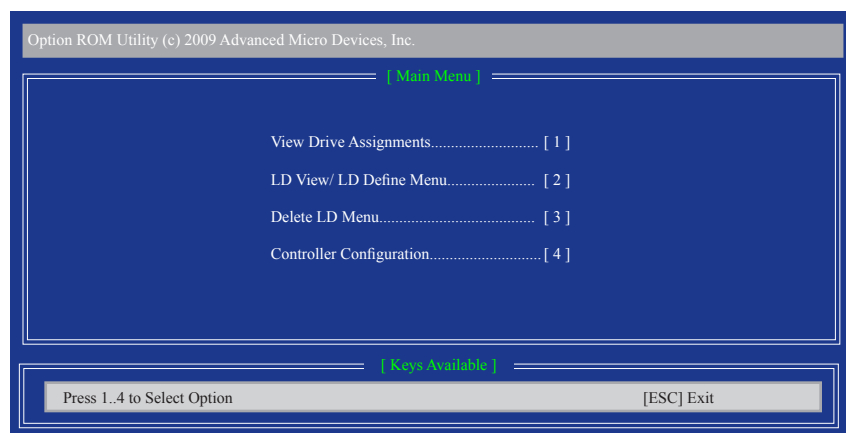 Option ROM Utility (c) 2009 Advanced Micro Devices, Inc.
[ Main Menu ]
View Drive Assignments........................... [ 1 ]
LD View/ LD Define Menu...................... [ 2 ]
Delete LD Menu....................................... [ 3 ]
Controller Configuration............................ [ 4 ]
[ Keys Available ]
Press 1..4 to Select Option [ESC] Exit